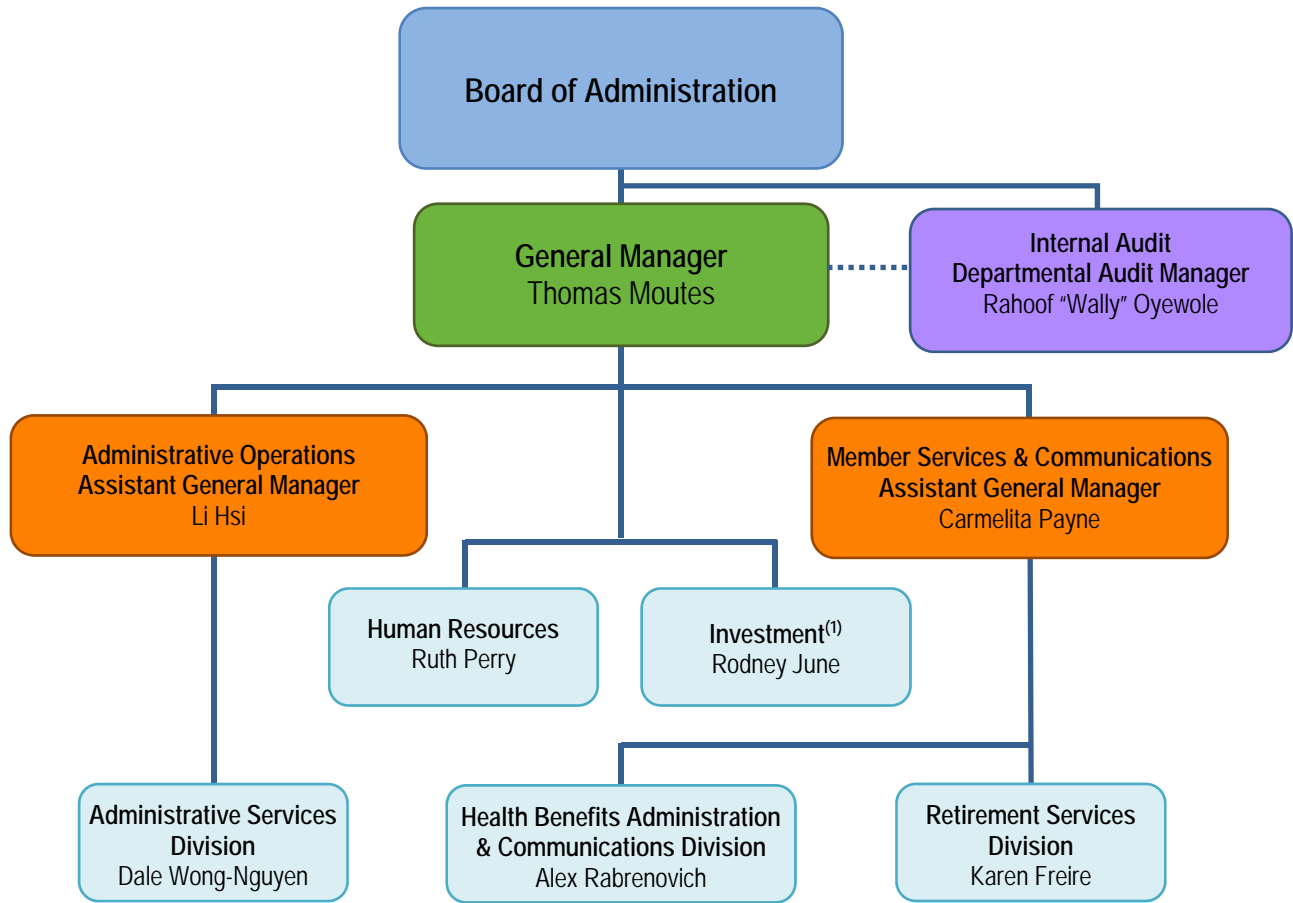 Board of Administration
General Manager
Thomas Moutes
Internal Audit
Departmental Audit Manager
Rahoof “Wally” Oyewole
Administrative Operations
Assistant General Manager
Li Hsi
Member Services & Communications
Assistant General Manager
Carmelita Payne
Human Resources
Ruth Perry
Investment(1)
Rodney June
Administrative Services
Division
Dale Wong-Nguyen
Health Benefits Administration
& Communications Division
Alex Rabrenovich
Retirement Services
Division
Karen Freire